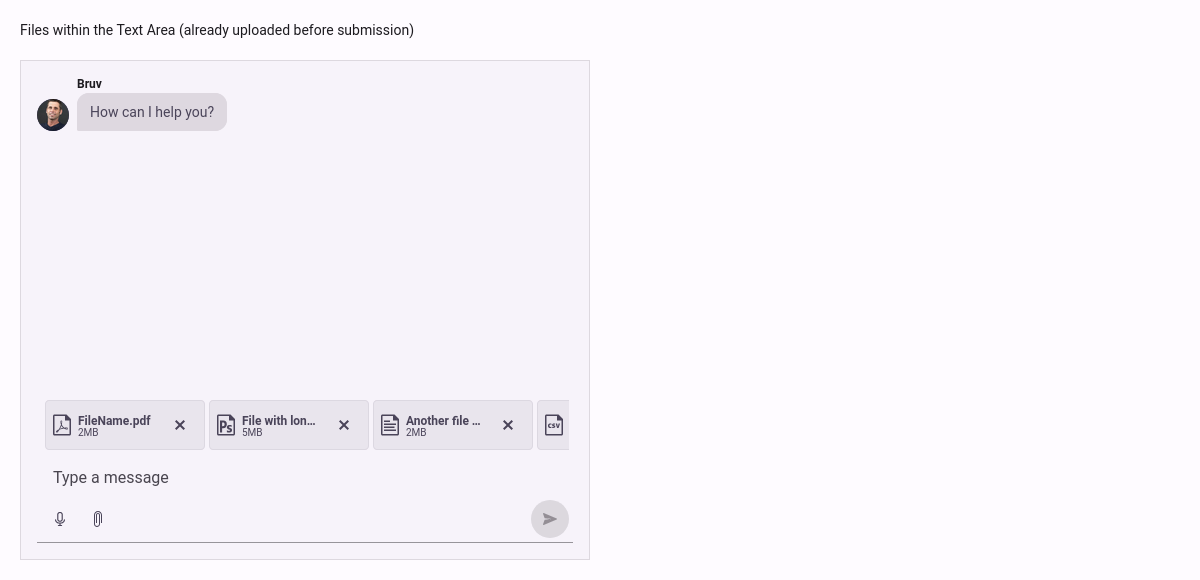 Files within the Text Area (already uploaded before submission)
Bruv
How can I help you?
FileName.pdf
2MB
Ps
File with lon...
5MB
Another file ...
2MB
CSV
Type a message